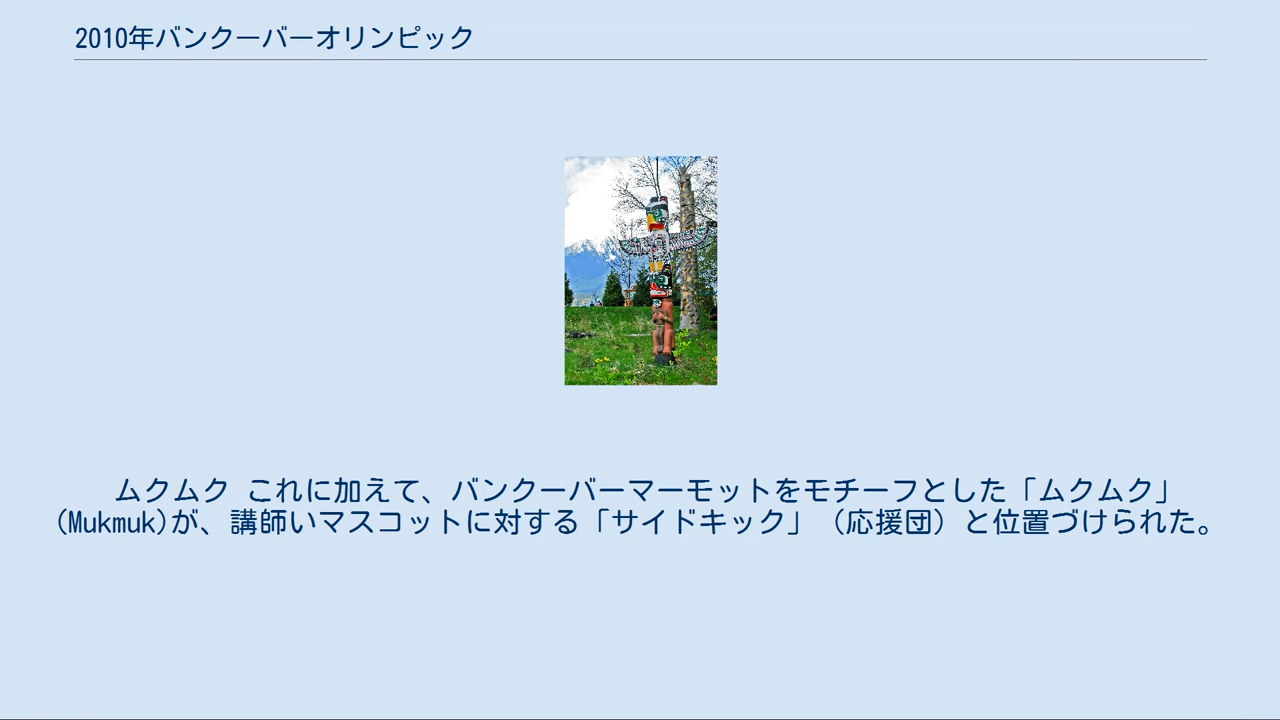 2010年バンクーバーオリンピック
ムクムク これに加えて、バンクーバーマーモットをモチーフとした「ムクムク」
(Mukmuk)が、講師いマスコットに対する「サイドキック」（応援団）と位置づけられた。